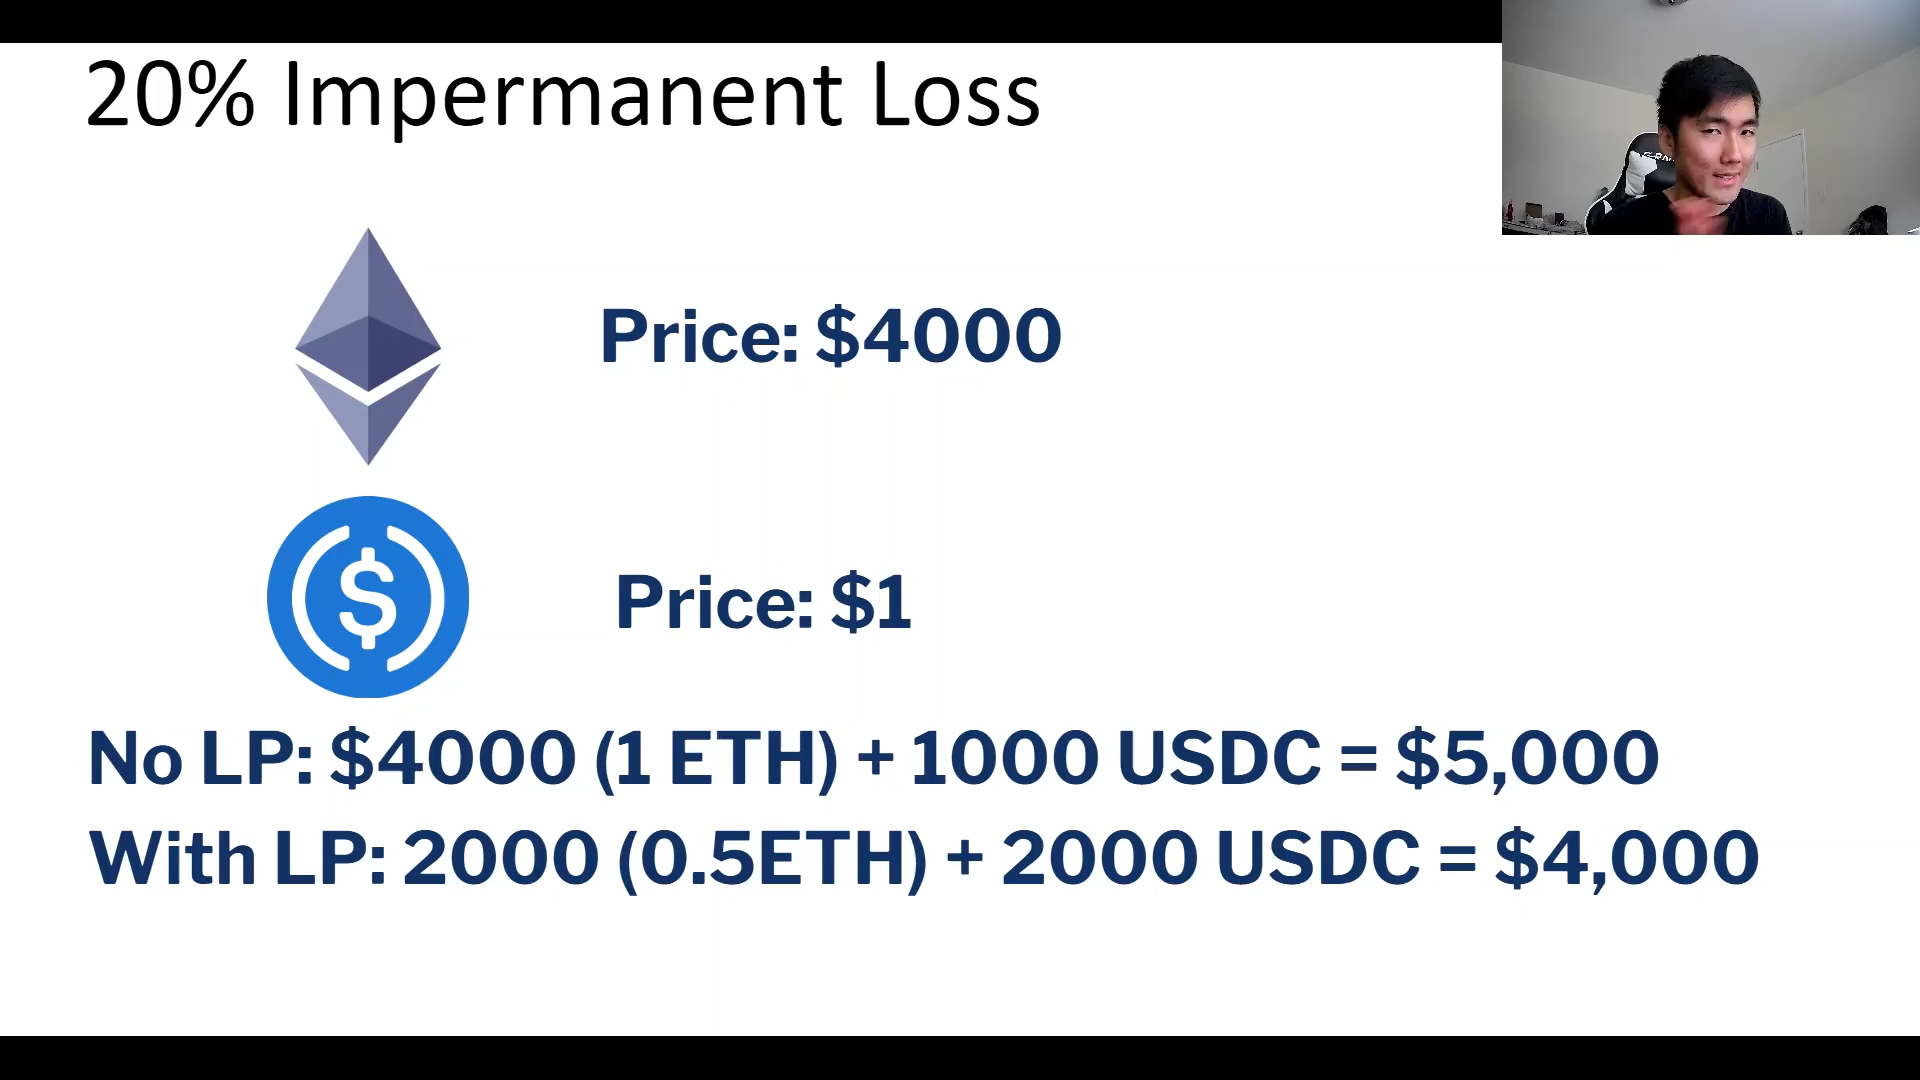 20% Impermanent Loss
Price: $4000
$
Price: $1
No LP: $4000 (1 ETH) + 1000 USDC = $5,000
With LP: 2000 (0.5ETH) + 2000 USDC = $4,000